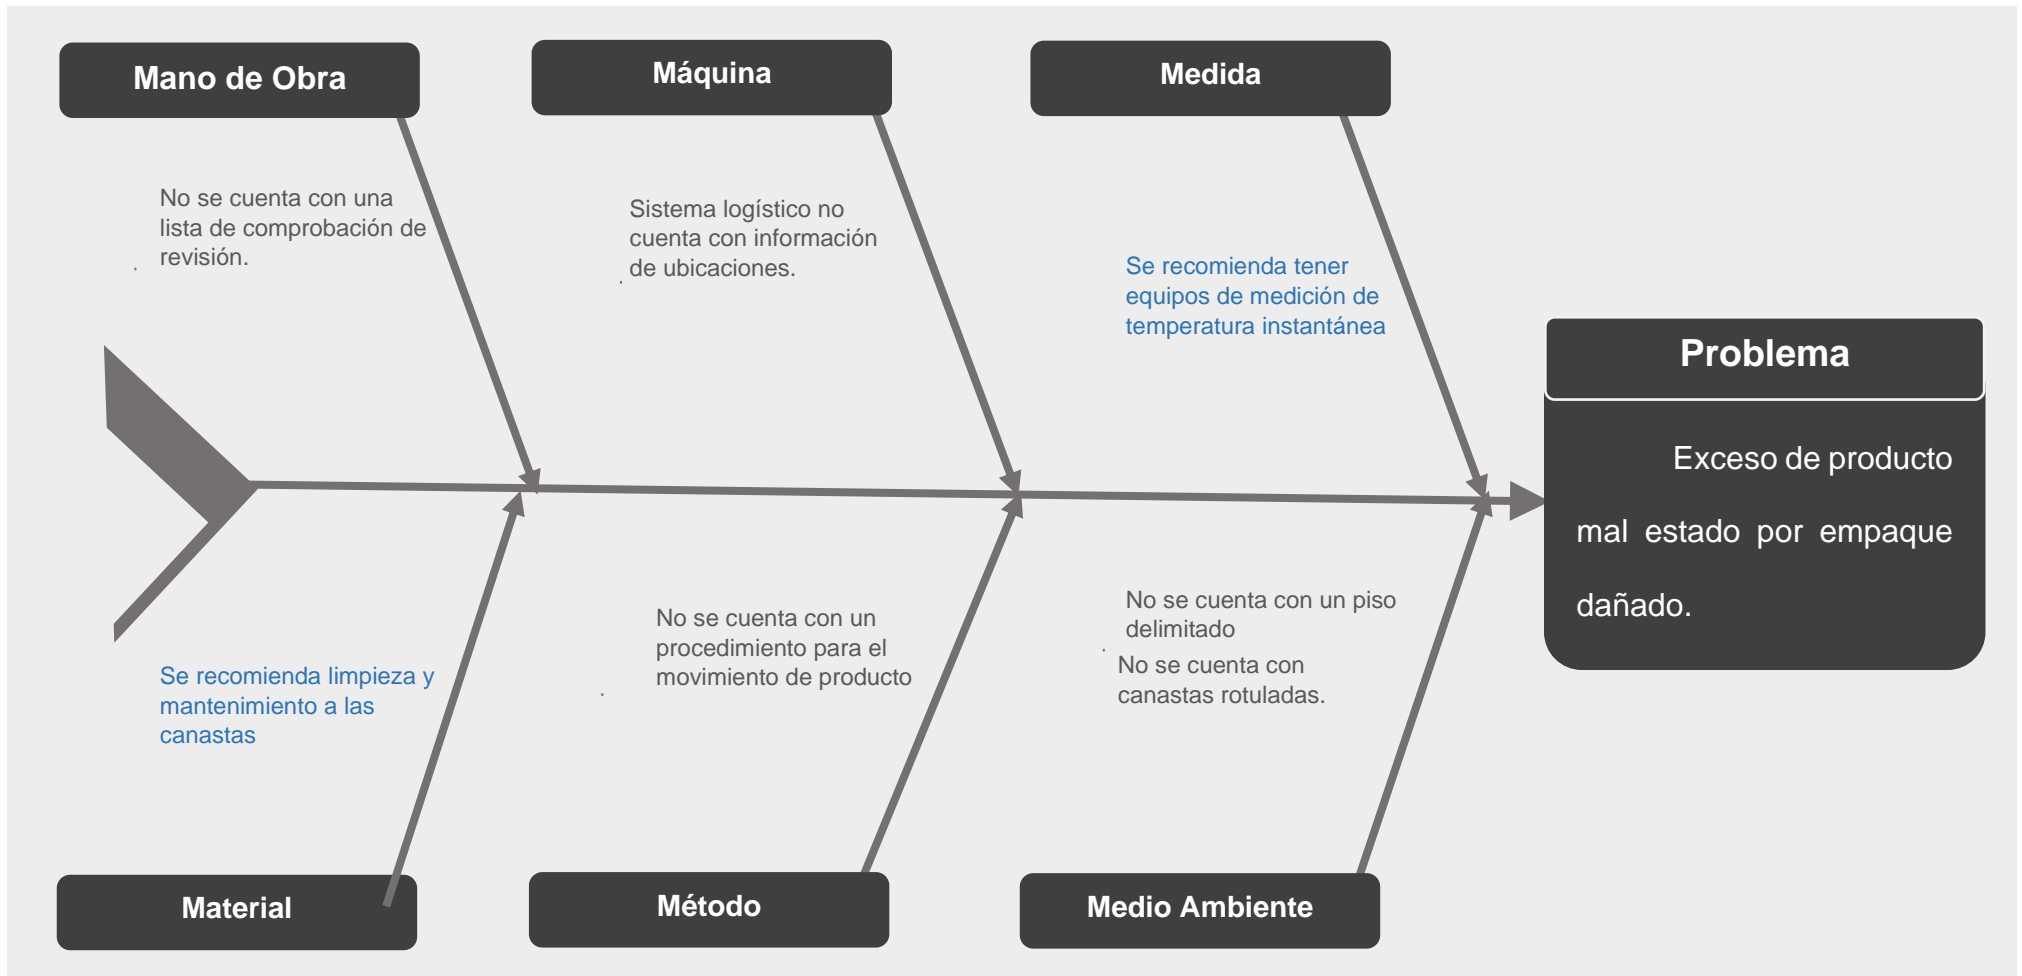 Mano de Obra
Máquina
Medida
No se cuenta con una
lista de comprobación de
revisión.
.
Sistema logístico no
cuenta con información
de ubicaciones.
.
Se recomienda tener
equipos de medición de
temperatura instantánea
Problema
Exceso de producto
mal estado por empaque
dañado.
Se recomienda limpieza y
mantenimiento a las
canastas
No se cuenta con un
procedimiento para el
movimiento de producto
.
No se cuenta con un piso
delimitado
.
No se cuenta con
canastas rotuladas.
Material
Método
Medio Ambiente